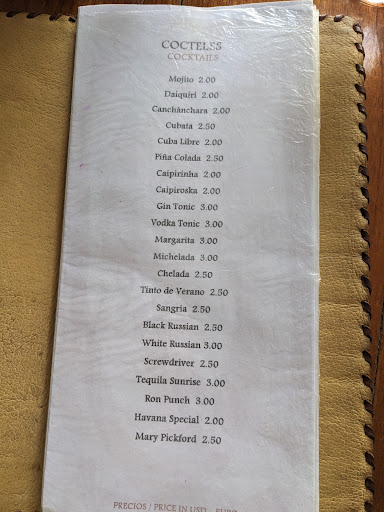 COCTELES
COCKTAILS
Mojito 2.00
Daiquirí 2.00
Canchánchara 2.00
Cubata 2.50
Cuba Libre 2.00
Piña Colada 2.50
Caipirinha 2.00
Caipiroska 2.00
Gin Tonic 3.00
Vodka Tonic 3.00
Margarita 3.00
Michelada 3.00
Chelada 2.50
Tinto de Verano 2.50
Sangria 2.50
Black Russian 2.50
White Russian 3.00
Screwdriver 2.50
Tequila Sunrise 3.00
Ron Punch 3.00
Havana Special 2.00
Mary Pickford 2.50
PRECIOS / PRICE IN USD - EURO